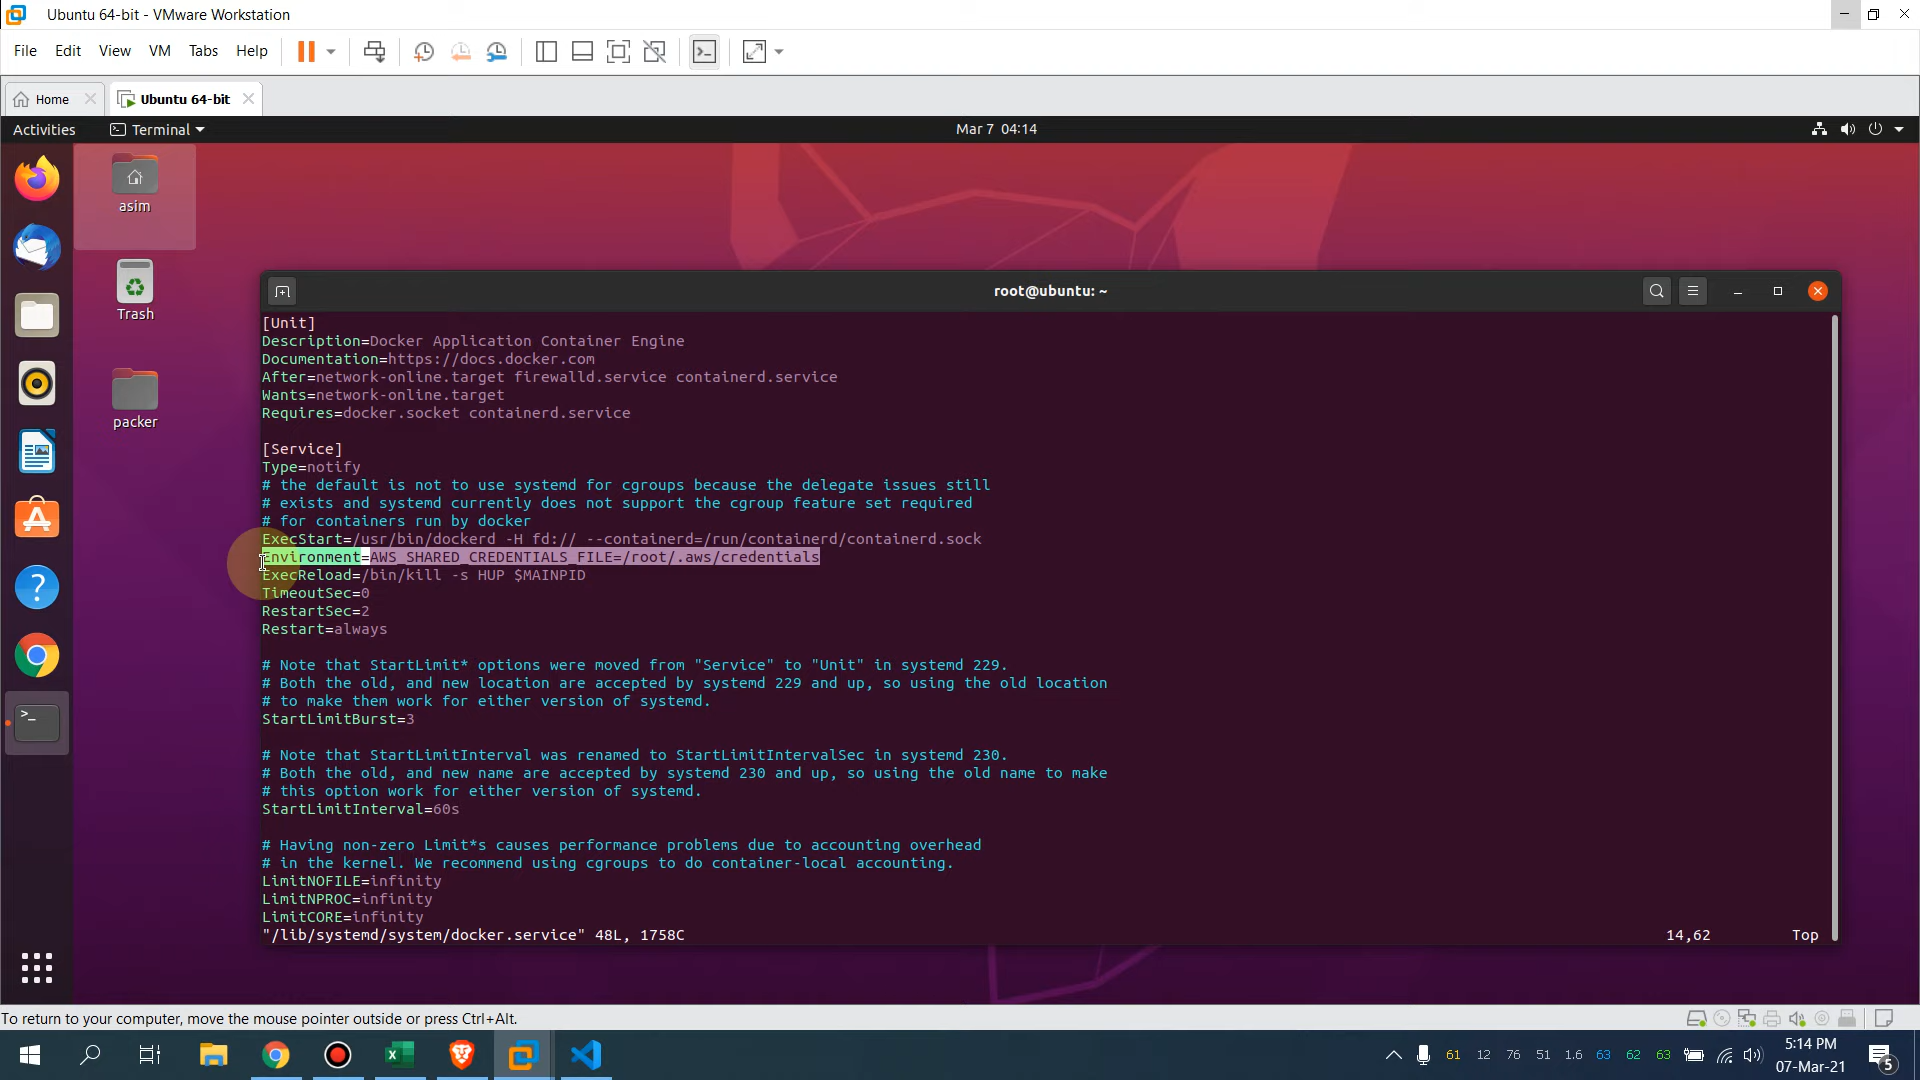 Ubuntu 64-bit - VMware Workstation
File Edit View VM Tabs Help
Home
Ubuntu 64-bit
Activities
Terminal
Mar 7 04:14
asim
Trash
packer
root@ubuntu: ~
[Unit]
Description=Docker Application Container Engine
Documentation=https://docs.docker.com
After=network-online.target firewalld.service containerd.service
Wants=network-online.target
Requires=docker.socket containerd.service
[Service]
Type=notify
# the default is not to use systemd for cgroups because the delegate issues still
# exists and systemd currently does not support the cgroup feature set required
# for containers run by docker
ExecStart=/usr/bin/dockerd -H fd:// --containerd=/run/containerd/containerd.sock
Environment=AWS_SHARED_CREDENTIALS_FILE=/root/.aws/credentials
ExecReload=/bin/kill -s HUP $MAINPID
TimeoutSec=0
RestartSec=2
Restart=always
# Note that StartLimit* options were moved from "Service" to "Unit" in systemd 229.
# Both the old, and new location are accepted by systemd 229 and up, so using the old location
# to make them work for either version of systemd.
StartLimitBurst=3
# Note that StartLimitInterval was renamed to StartLimitIntervalSec in systemd 230.
# Both the old, and new name are accepted by systemd 230 and up, so using the old name to make
# this option work for either version of systemd.
StartLimitInterval=60s
# Having non-zero Limit*s causes performance problems due to accounting overhead
# in the kernel. We recommend using cgroups to do container-local accounting.
LimitNOFILE=infinity
LimitNPROC=infinity
LimitCORE=infinity
"/lib/systemd/system/docker.service" 48L, 1758C
14,62
Top
To return to your computer, move the mouse pointer outside or press Ctrl+Alt.
61 12 76 51 1.6 63 62 63
5:14 PM
07-Mar-21
5